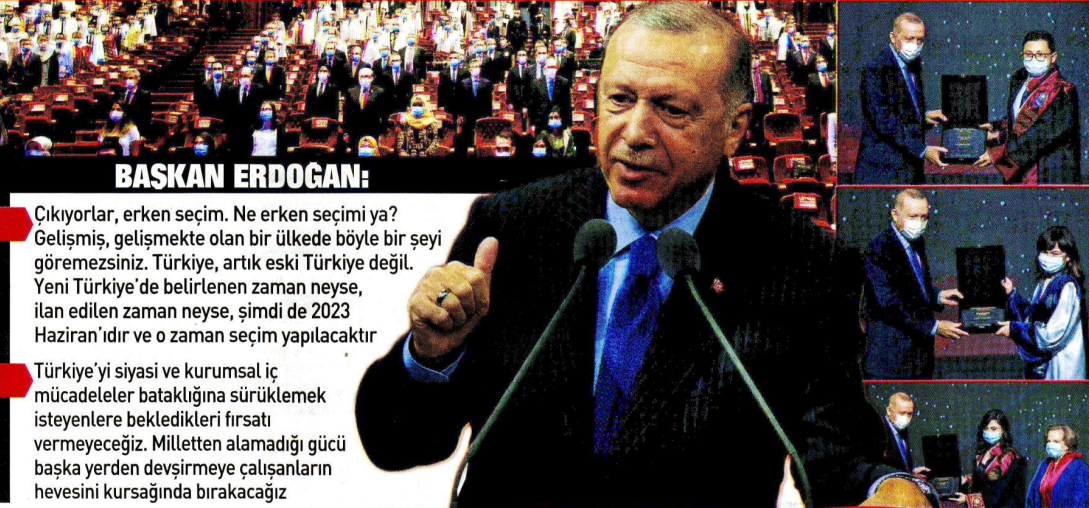 BAŞKAN ERDOĞAN:
Çıkıyorlar, erken seçim. Ne erken seçimi ya?
Gelişmiş, gelişmekte olan bir ülkede böyle bir şeyi
göremezsiniz. Türkiye, artık eski Türkiye değil.
Yeni Türkiye'de belirlenen zaman neyse,
ilan edilen zaman neyse, şimdi de 2023
Haziran'ıdır ve o zaman seçim yapılacaktır
Türkiye'yi siyasi ve kurumsal iç
mücadeleler bataklığına sürüklemek
isteyenlere bekledikleri fırsatı
vermeyeceğiz. Milletten alamadığı gücü
başka yerden devşirmeye çalışanların
hevesini kursağında bırakacağız